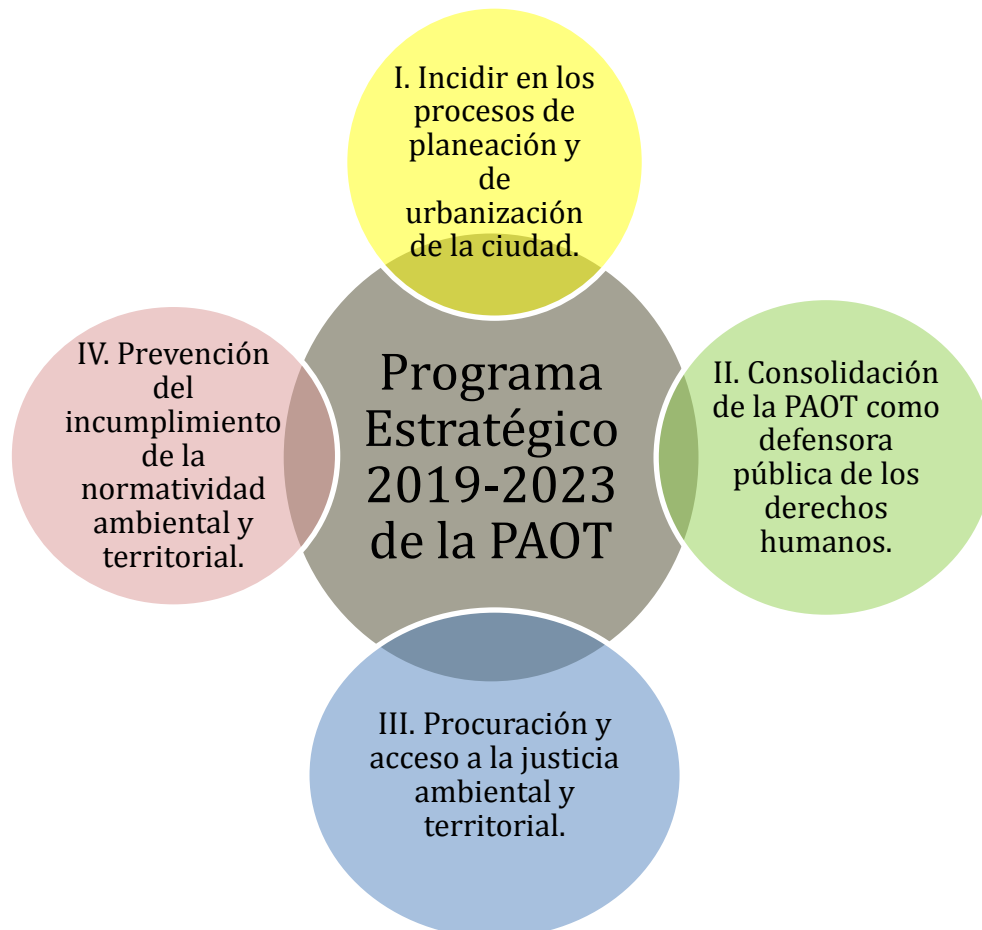 I. Incidir en los
procesos de
planeación y
de
urbanización
de la ciudad.
Programa
Estratégico
2019-2023
de la PAOT
II. Consolidación
de la PAOT como
defensora
pública de los
derechos
humanos.
III. Procuración y
acceso a la justicia
ambiental y
territorial.
IV. Prevención
del
incumplimiento
de la
normatividad
ambiental y
territorial.